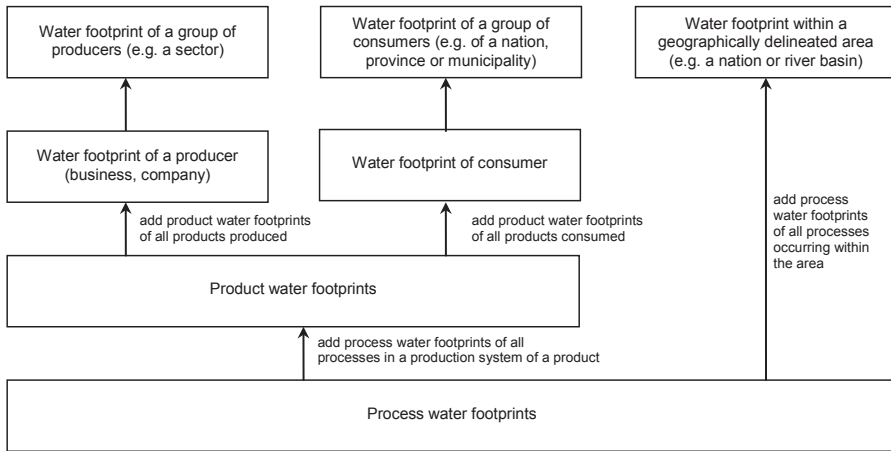 Water footprint of a group of
producers (e.g. a sector)
Water footprint of a group of
consumers (e.g. of a nation,
province or municipality)
Water footprint within a
geographically delineated area
(e.g. a nation or river basin)
Water footprint of a producer
(business, company)
Water footprint of consumer
add product water footprints
of all products produced
add product water footprints
of all products consumed
add process
water footprints
of all processes
occurring within
the area
Product water footprints
add process water footprints of all
processes in a production system of a product
Process water footprints